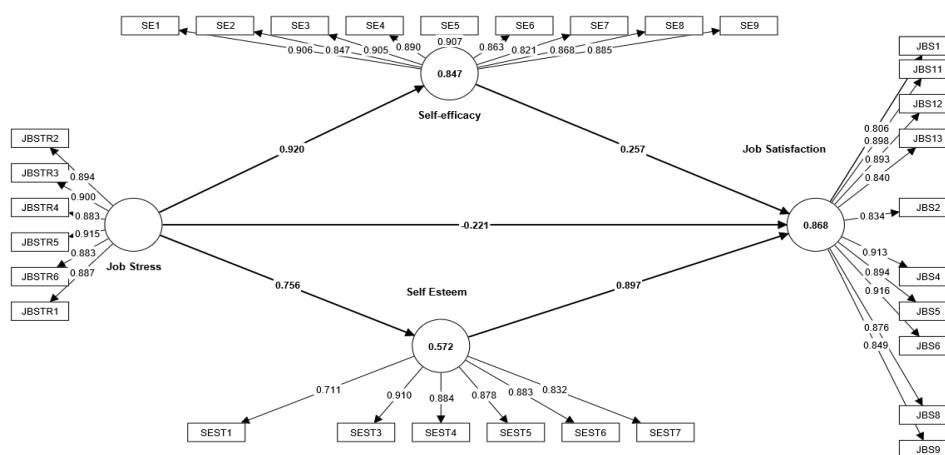 SE1 SE2 SE3 SE4 SE5 SE6 SE7 SE8 SE9
0.906 0.847 0.905 0.890 0.907 0.863 0.821 0.868 0.885
0.847
Self-efficacy
JBS1
JBS11
JBS12
JBS13
JBS2
JBS4
JBS5
JBS6
JBS8
JBS9
0.806
0.898
0.893
0.840
0.834
0.913
0.894
0.916
0.876
0.849
Job Satisfaction
0.868
JBSTR2
JBSTR3
JBSTR4
JBSTR5
JBSTR6
JBSTR1
0.894
0.900
0.883
0.915
0.883
0.887
Job Stress
0.920
0.257
-0.221
0.756
0.897
Self Esteem
0.572
0.711 0.910 0.884 0.878 0.883 0.832
SEST1 SEST3 SEST4 SEST5 SEST6 SEST7